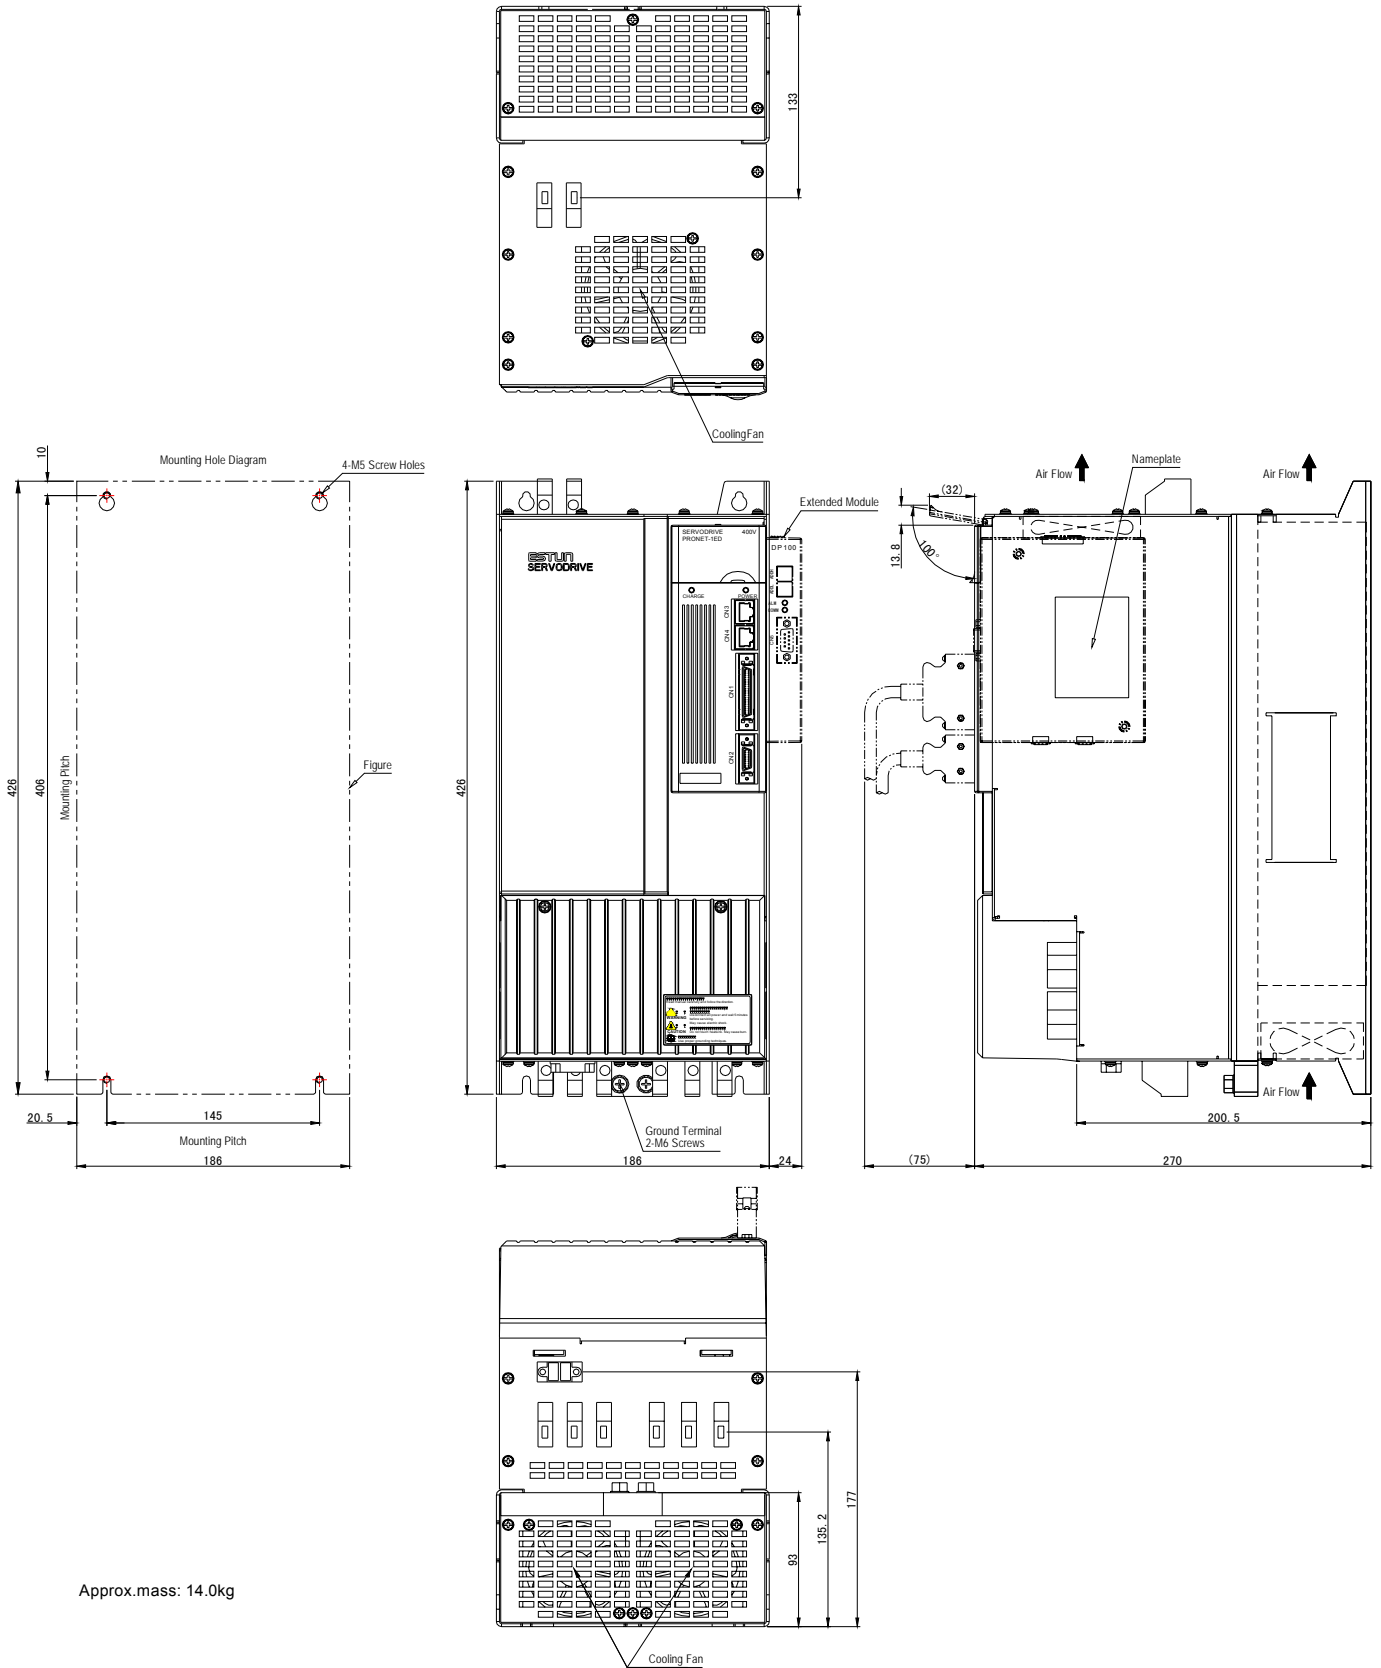 133
CoolingFan
10
Mounting Hole Diagram
4-M5 Screw Holes
426
406
Mounting Pitch
Figure
20.5
145
Mounting Pitch
186
426
ESTUN
SERVODRIVE
SERVODRIVE 400V
PRONET-1ED
CHARGE POWER
CN3
CN4
CN1
CN2
Extended Module
DP100
CN5
WARNING
CAUTION
Ground Terminal
2-M6 Screws
186
24
Air Flow
Nameplate
Air Flow
(32)
13.8
100°
Air Flow
200.5
(75)
270
177
135.2
93
Cooling Fan
Approx.mass: 14.0kg